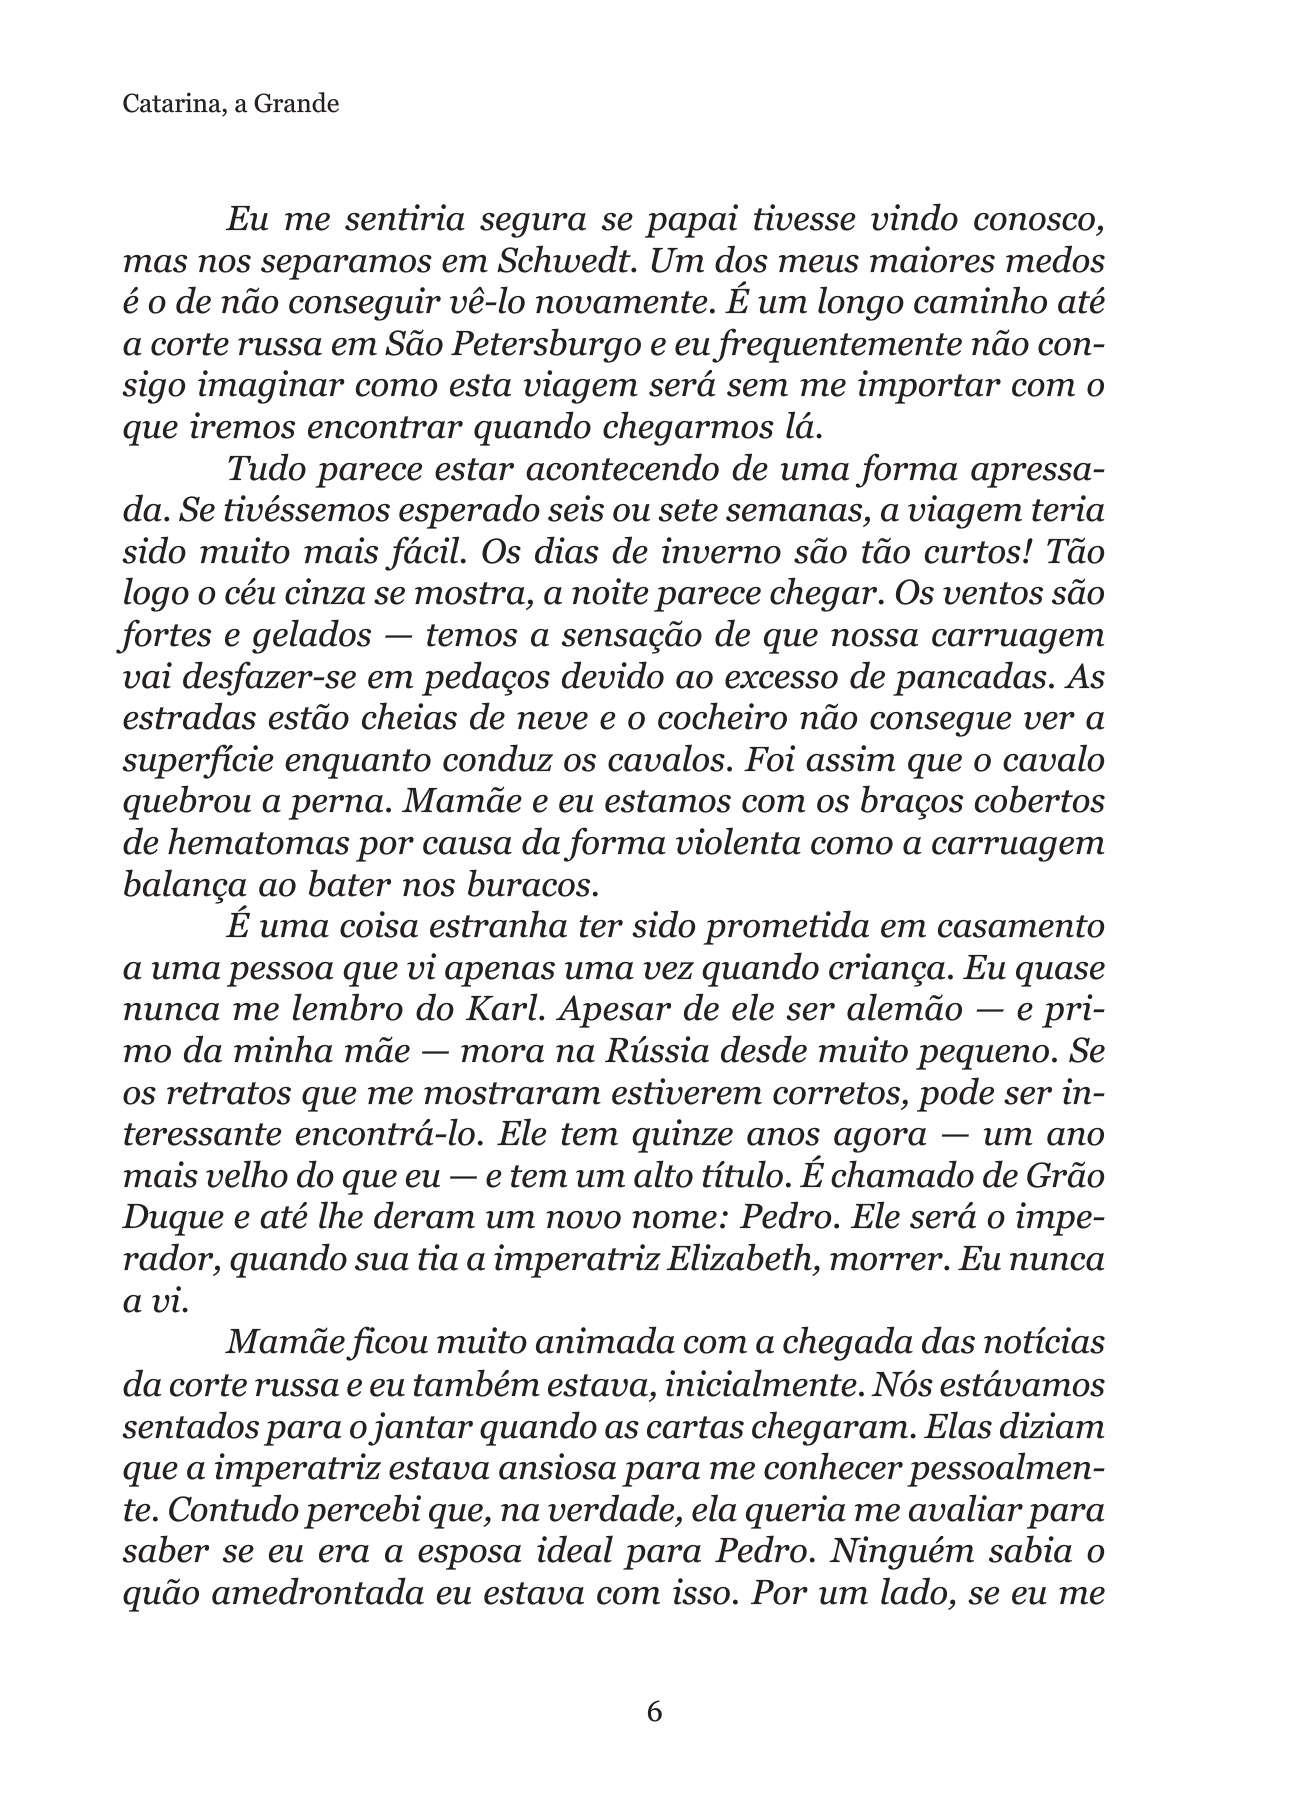 Catarina, a Grande
Eu me sentiria segura se papai tivesse vindo conosco,
mas nos separamos em Schwedt. Um dos meus maiores medos
é o de não conseguir vê-lo novamente. É um longo caminho até
a corte russa em São Petersburgo e eu frequentemente não con-
sigo imaginar como esta viagem será sem me importar com o
que iremos encontrar quando chegarmos lá.
Tudo parece estar acontecendo de uma forma apressa-
da. Se tivéssemos esperado seis ou sete semanas, a viagem teria
sido muito mais fácil. Os dias de inverno são tão curtos! Tão
logo o céu cinza se mostra, a noite parece chegar. Os ventos são
fortes e gelados — temos a sensação de que nossa carruagem
vai desfazer-se em pedaços devido ao excesso de pancadas. As
estradas estão cheias de neve e o cocheiro não consegue ver a
superfície enquanto conduz os cavalos. Foi assim que o cavalo
quebrou a perna. Mamãe e eu estamos com os braços cobertos
de hematomas por causa da forma violenta como a carruagem
balança ao bater nos buracos.
É uma coisa estranha ter sido prometida em casamento
a uma pessoa que vi apenas uma vez quando criança. Eu quase
nunca me lembro do Karl. Apesar de ele ser alemão — e pri-
mo da minha mãe — mora na Rússia desde muito pequeno. Se
os retratos que me mostraram estiverem corretos, pode ser in-
teressante encontrá-lo. Ele tem quinze anos agora — um ano
mais velho do que eu — e tem um alto título. É chamado de Grão
Duque e até lhe deram um novo nome: Pedro. Ele será o impe-
rador, quando sua tia a imperatriz Elizabeth, morrer. Eu nunca
a vi.
Mamãe ficou muito animada com a chegada das notícias
da corte russa e eu também estava, inicialmente. Nós estávamos
sentados para o jantar quando as cartas chegaram. Elas diziam
que a imperatriz estava ansiosa para me conhecer pessoalmen-
te. Contudo percebi que, na verdade, ela queria me avaliar para
saber se eu era a esposa ideal para Pedro. Ninguém sabia o
quão amedrontada eu estava com isso. Por um lado, se eu me
6